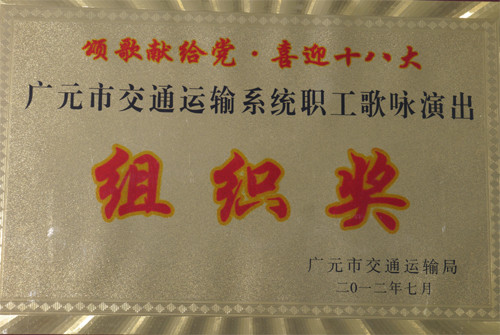 颂歌献给党·喜迎十八大
广元市交通运输系统职工歌咏演出
组织奖
广元市交通运输局
二0一二年七月